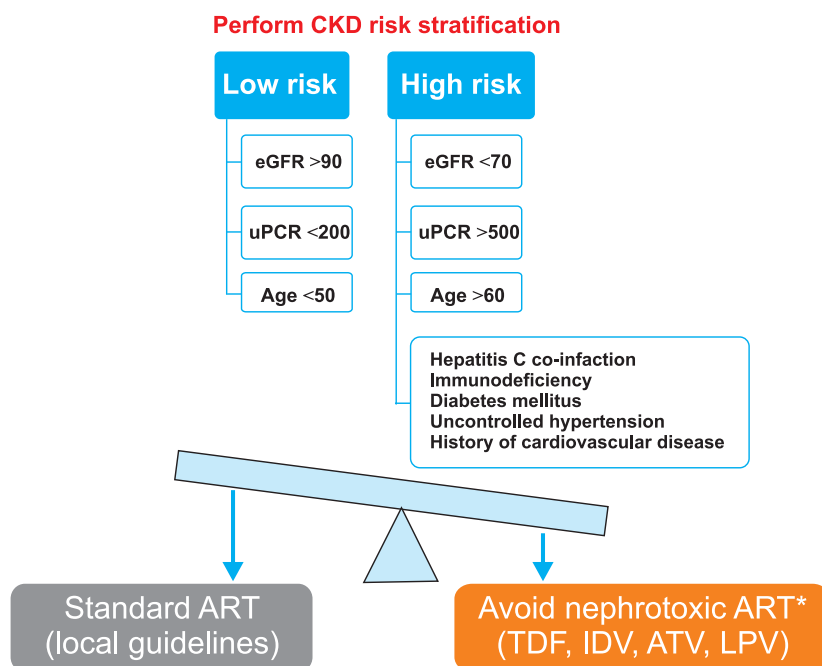 Perform CKD risk stratification
Low risk
High risk
eGFR >90
eGFR <70
uPCR <200
uPCR >500
Age <50
Age >60
Hepatitis C co-infaction
Immunodeficiency
Diabetes mellitus
Uncontrolled hypertension
History of cardiovascular disease
Standard ART
(local guidelines)
Avoid nephrotoxic ART*
(TDF, IDV, ATV, LPV)